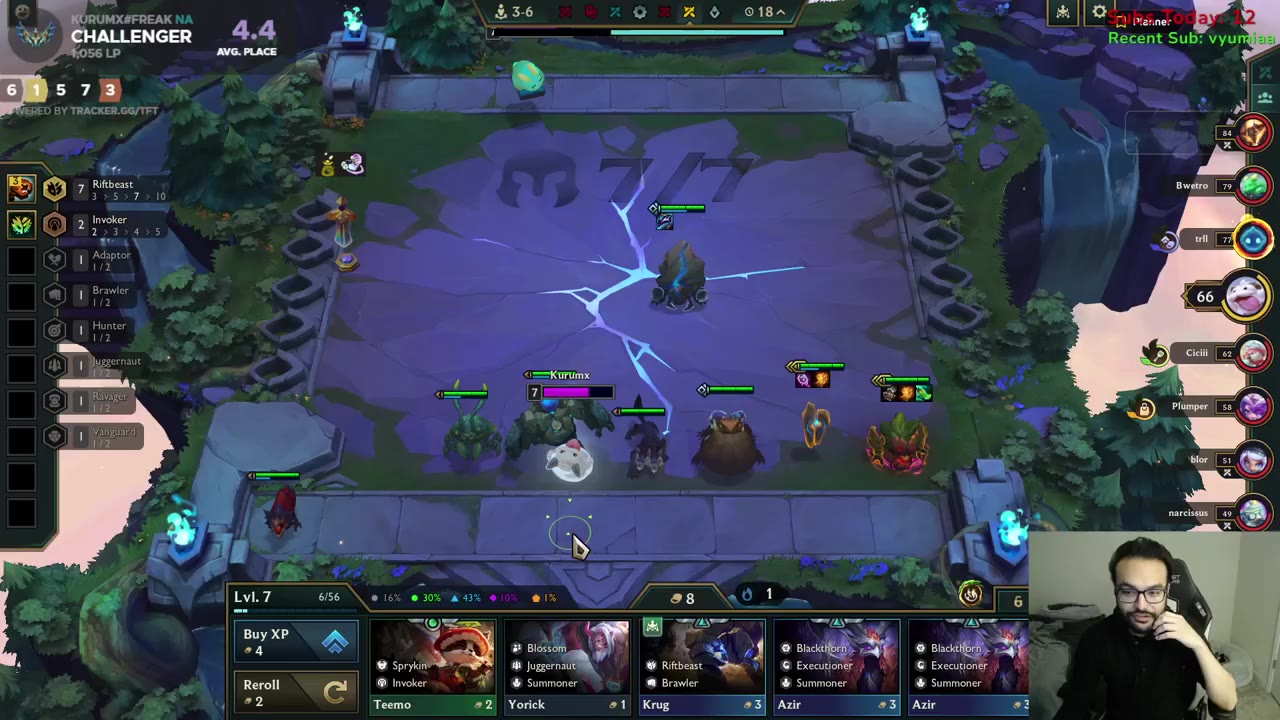 KURUMX#FREAK NA
CHALLENGER
1,056 LP
4.4
AVG. PLACE
6 1 5 7 3
WERED BY TRACKER.GG/TFT
3-6
18
Planner
Subs Today: 12
Recent Sub: vyumiaa
7/7
7 Riftbeast
3 > 5 > 7 > 10
2 Invoker
2 > 3 > 4 > 5
1 Adaptor
1 / 2
1 Brawler
1 / 2
1 Hunter
1 / 2
1 Juggernaut
1 / 2
1 Ravager
1 / 2
1 Vanguard
1 / 2
84
Bwetro 79
trll 77
66
Ciciii 62
Plumper 58
blor 51
narcissus 49
Kurumx
7
Lvl. 7 6/56
16% 30% 43% 10% 1%
8
1
6
Buy XP
4
Reroll
2
Sprykin
Invoker
Teemo 2
Blossom
Juggernaut
Summoner
Yorick 1
Riftbeast
Brawler
Krug 3
Blackthorn
Executioner
Summoner
Azir 3
Blackthorn
Executioner
Summoner
Azir 3